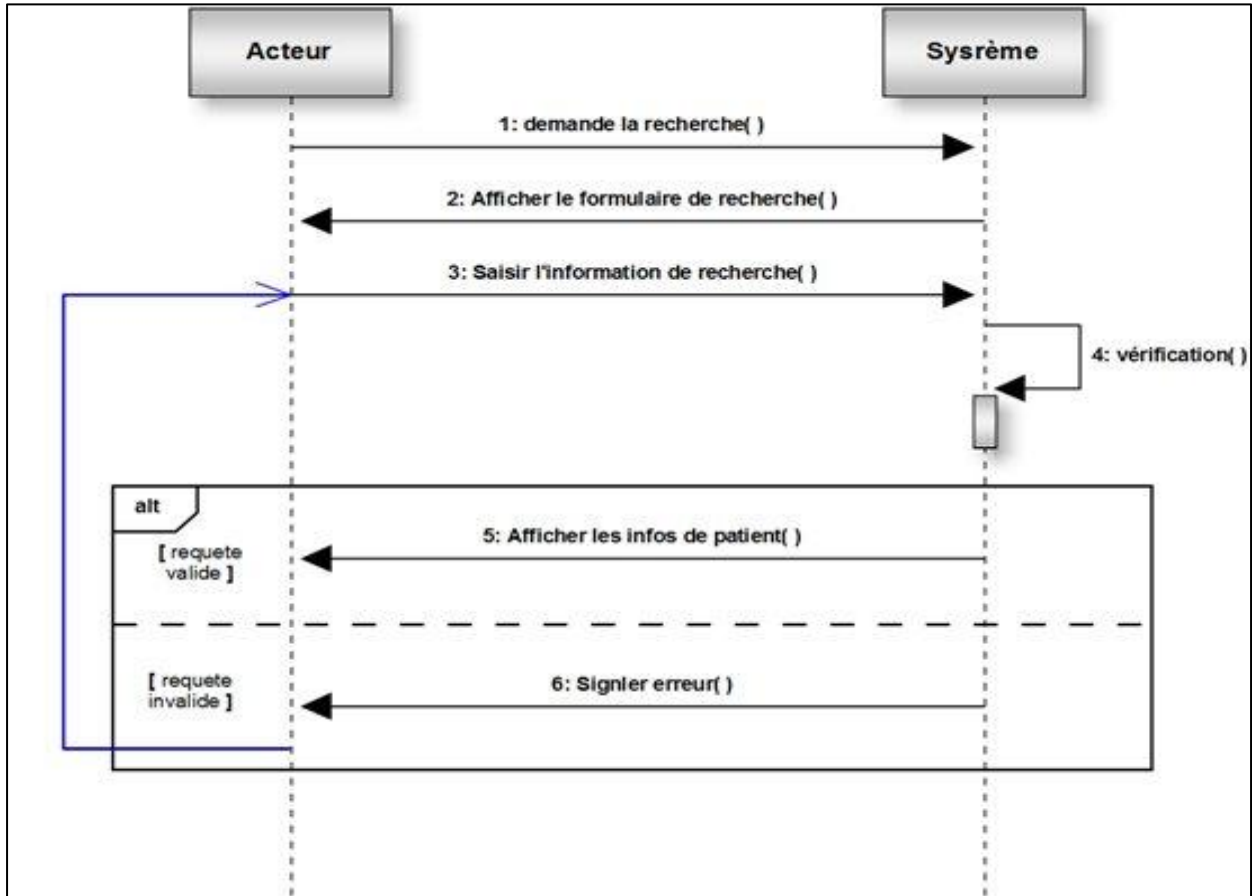 Acteur
Sysrème
1: demande la recherche( )
2: Afficher le formulaire de recherche( )
3: Saisir l'information de recherche( )
4: vérification( )
alt
5: Afficher les infos de patient( )
[ requete
valide ]
6: Signler erreur( )
[ requete
invalide ]